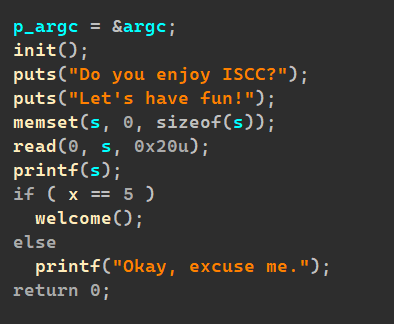 p_argc = &argc;
init();
puts("Do you enjoy ISCC?");
puts("Let's have fun!");
memset(s, 0, sizeof(s));
read(0, s, 0x20u);
printf(s);
if ( x == 5 )
  welcome();
else
  printf("Okay, excuse me.");
return 0;